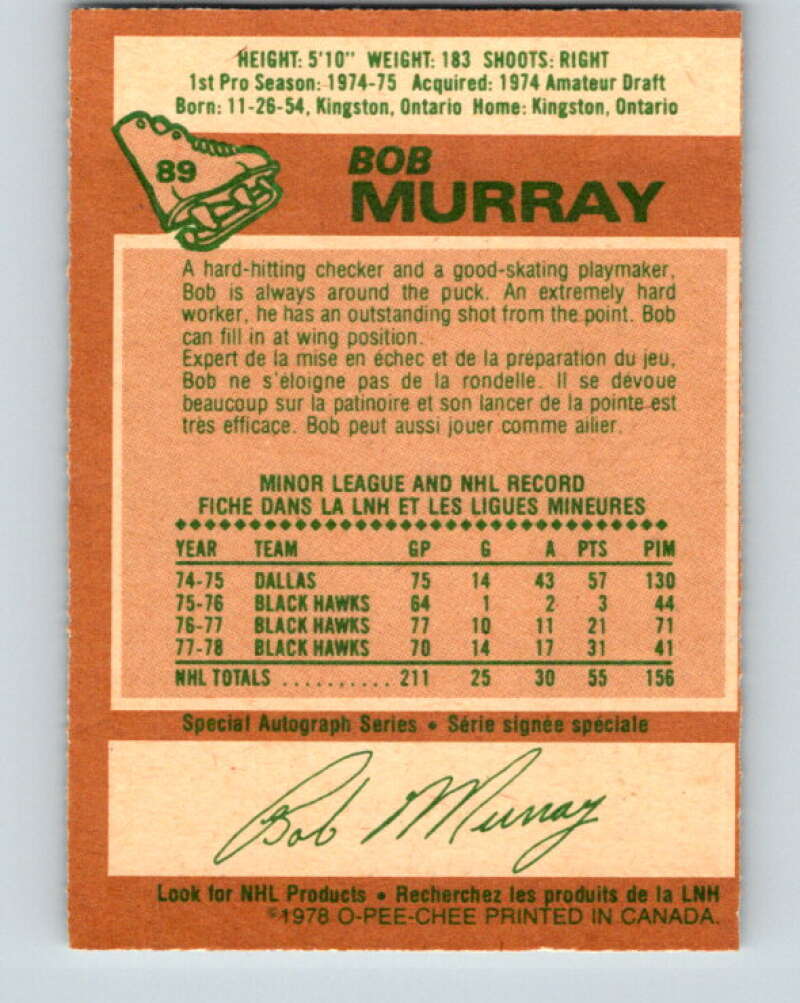 HEIGHT: 5'10" WEIGHT: 183 SHOOTS: RIGHT
1st Pro Season: 1974-75 Acquired: 1974 Amateur Draft
Born: 11-26-54, Kingston, Ontario Home: Kingston, Ontario
89
BOB
MURRAY
A hard-hitting checker and a good-skating playmaker,
Bob is always around the puck. An extremely hard
worker, he has an outstanding shot from the point. Bob
can fill in at wing position.
Expert de la mise en échec et de la préparation du jeu,
Bob ne s'éloigne pas de la rondelle. Il se dévoue
beaucoup sur la patinoire et son lancer de la pointe est
très efficace. Bob peut aussi jouer comme ailier.
MINOR LEAGUE AND NHL RECORD
FICHE DANS LA LNH ET LES LIGUES MINEURES
YEAR TEAM GP G A PTS PIM
74-75 DALLAS 75 14 43 57 130
75-76 BLACK HAWKS 64 1 2 3 44
76-77 BLACK HAWKS 77 10 11 21 71
77-78 BLACK HAWKS 70 14 17 31 41
NHL TOTALS .......... 211 25 30 55 156
Special Autograph Series • Série signée spéciale
Bob Murray
Look for NHL Products • Recherchez les produits de la LNH
©1978 O-PEE-CHEE PRINTED IN CANADA.